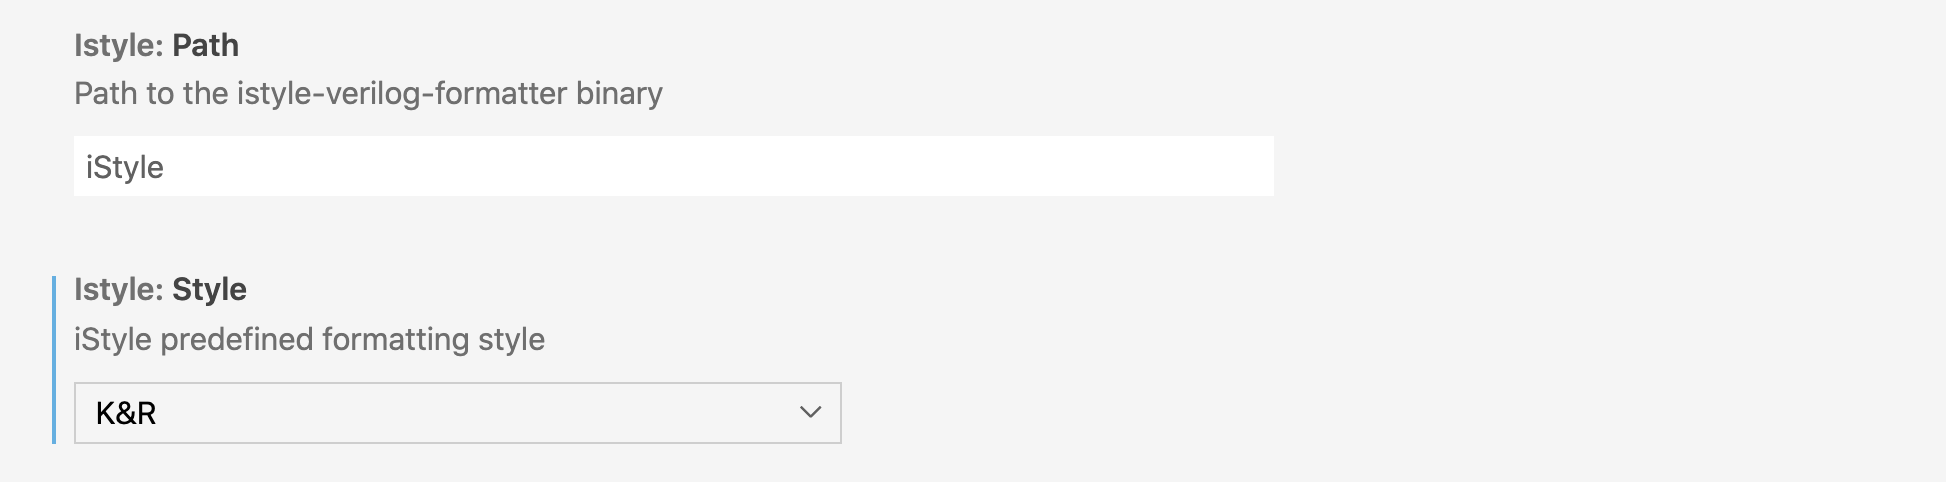 Istyle: Path
Path to the istyle-verilog-formatter binary
iStyle
Istyle: Style
iStyle predefined formatting style
K&R